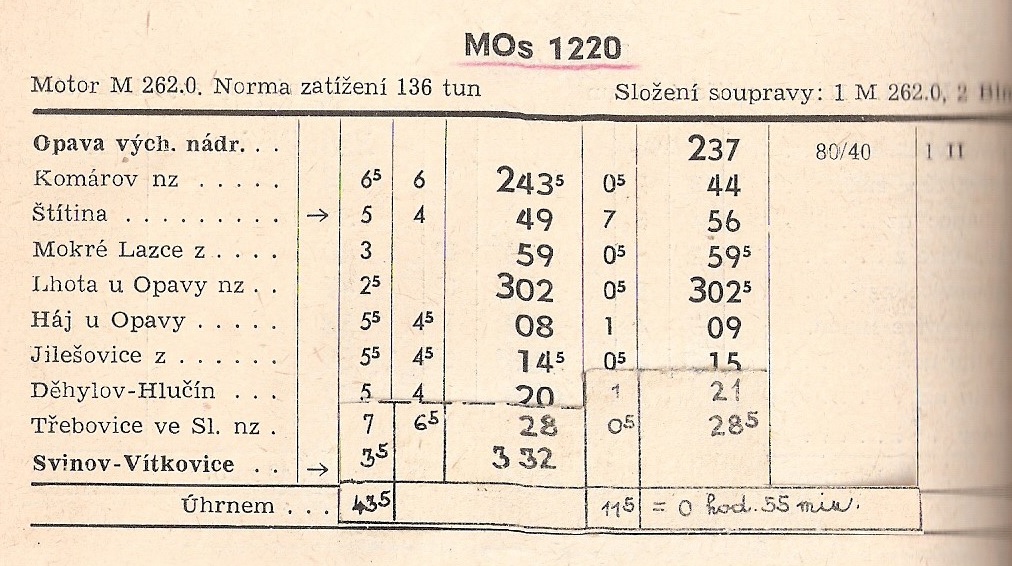 MOs 1220
Motor M 262.0. Norma zatížení 136 tun Složení soupravy: 1 M 262.0, 2
Opava vých. nádr. . . 237 80/40 1 II
Komárov nz . . . . . 6⁵ 6 243⁵ 0⁵ 44
Štítina . . . . . . . . . → 5 4 49 7 56
Mokré Lazce z . . . . 3 59 0⁵ 59⁵
Lhota u Opavy nz . . 2⁵ 302 0⁵ 302⁵
Háj u Opavy . . . . . 5⁵ 4⁵ 08 1 09
Jilešovice z . . . . . . 5⁵ 4⁵ 14⁵ 0⁵ 15
Děhylov-Hlučín . . . 5 4 20 1 21
Třebovice ve Sl. nz . 7 6⁵ 28 0⁵ 28⁵
Svinov-Vítkovice . . → 3⁵ 3 32
Úhrnem . . . 43⁵ 11⁵ = 0 hod. 55 min.